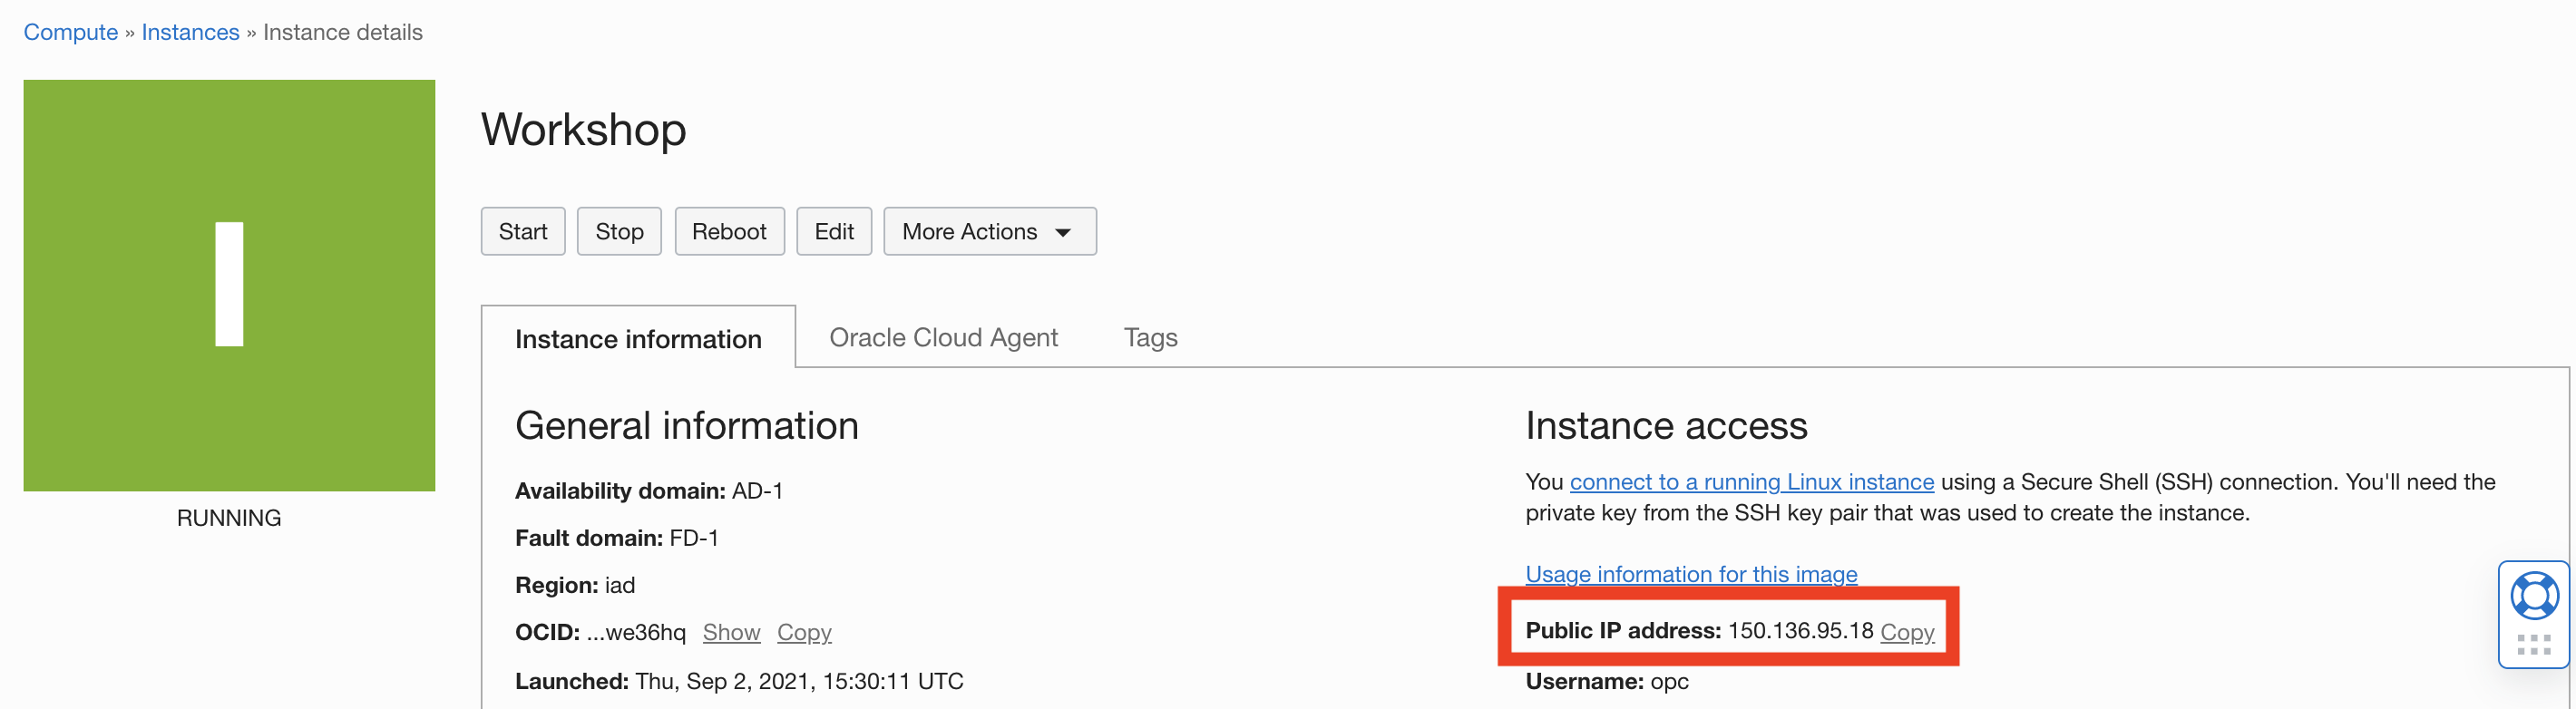 Compute » Instances » Instance details
I
RUNNING
Workshop
Start Stop Reboot Edit More Actions
Instance information Oracle Cloud Agent Tags
General information
Availability domain: AD-1
Fault domain: FD-1
Region: iad
OCID: ...we36hq Show Copy
Launched: Thu, Sep 2, 2021, 15:30:11 UTC
Instance access
You connect to a running Linux instance using a Secure Shell (SSH) connection. You'll need the
private key from the SSH key pair that was used to create the instance.
Usage information for this image
Public IP address: 150.136.95.18 Copy
Username: opc